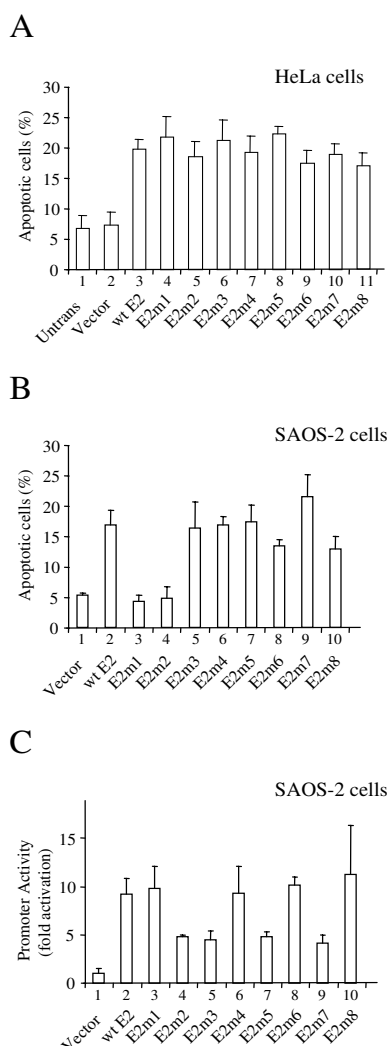 A
HeLa cells
Apoptotic cells (%)
30
25
20
15
10
5
0
1 2 3 4 5 6 7 8 9 10 11
Untrans Vector wt E2 E2m1 E2m2 E2m3 E2m4 E2m5 E2m6 E2m7 E2m8
B
SAOS-2 cells
Apoptotic cells (%)
30
25
20
15
10
5
0
1 2 3 4 5 6 7 8 9 10
Vector wt E2 E2m1 E2m2 E2m3 E2m4 E2m5 E2m6 E2m7 E2m8
C
SAOS-2 cells
Promoter Activity
(fold activation)
15
10
5
0
1 2 3 4 5 6 7 8 9 10
Vector wt E2 E2m1 E2m2 E2m3 E2m4 E2m5 E2m6 E2m7 E2m8